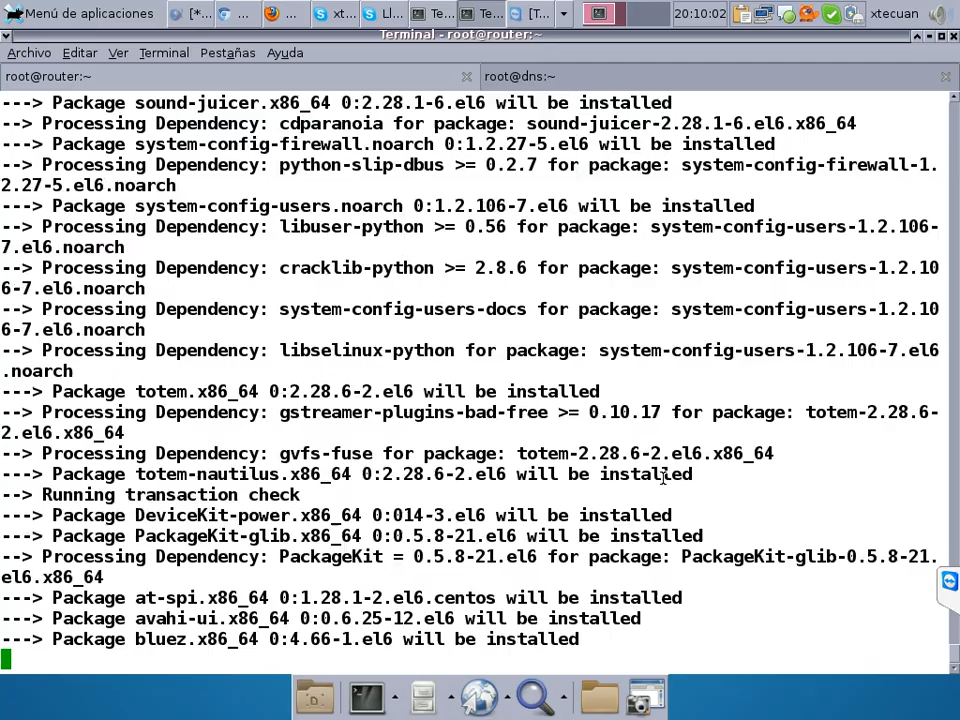 Menú de aplicaciones
[*...
...
...
xt...
Ll...
Te...
Te...
[T...
20:10:02
xtecuan
Terminal - root@router:~
Archivo Editar Ver Terminal Pestañas Ayuda
root@router:~
root@dns:~
---> Package sound-juicer.x86_64 0:2.28.1-6.el6 will be installed
--> Processing Dependency: cdparanoia for package: sound-juicer-2.28.1-6.el6.x86_64
---> Package system-config-firewall.noarch 0:1.2.27-5.el6 will be installed
--> Processing Dependency: python-slip-dbus >= 0.2.7 for package: system-config-firewall-1.
2.27-5.el6.noarch
---> Package system-config-users.noarch 0:1.2.106-7.el6 will be installed
--> Processing Dependency: libuser-python >= 0.56 for package: system-config-users-1.2.106-
7.el6.noarch
--> Processing Dependency: cracklib-python >= 2.8.6 for package: system-config-users-1.2.10
6-7.el6.noarch
--> Processing Dependency: system-config-users-docs for package: system-config-users-1.2.10
6-7.el6.noarch
--> Processing Dependency: libselinux-python for package: system-config-users-1.2.106-7.el6
.noarch
---> Package totem.x86_64 0:2.28.6-2.el6 will be installed
--> Processing Dependency: gstreamer-plugins-bad-free >= 0.10.17 for package: totem-2.28.6-
2.el6.x86_64
--> Processing Dependency: gvfs-fuse for package: totem-2.28.6-2.el6.x86_64
---> Package totem-nautilus.x86_64 0:2.28.6-2.el6 will be installed
--> Running transaction check
---> Package DeviceKit-power.x86_64 0:014-3.el6 will be installed
---> Package PackageKit-glib.x86_64 0:0.5.8-21.el6 will be installed
--> Processing Dependency: PackageKit = 0.5.8-21.el6 for package: PackageKit-glib-0.5.8-21.
el6.x86_64
---> Package at-spi.x86_64 0:1.28.1-2.el6.centos will be installed
---> Package avahi-ui.x86_64 0:0.6.25-12.el6 will be installed
---> Package bluez.x86_64 0:4.66-1.el6 will be installed